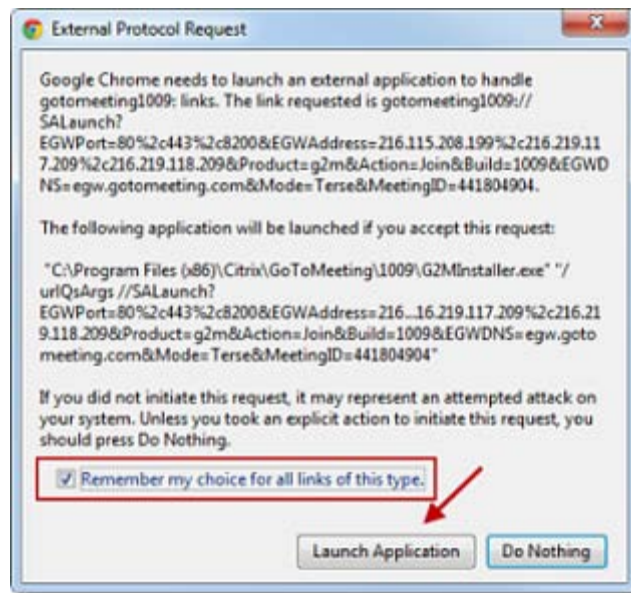 External Protocol Request
Google Chrome needs to launch an external application to handle
gotomeeting1009: links. The link requested is gotomeeting1009://
SALaunch?
EGWPort=80%2c443%2c8200&EGWAddress=216.115.208.199%2c216.219.11
7.209%2c216.219.118.209&Product=g2m&Action=Join&Build=1009&EGWD
NS=egw.gotomeeting.com&Mode=Terse&MeetingID=441804904.
The following application will be launched if you accept this request:
"C:\Program Files (x86)\Citrix\GoToMeeting\1009\G2MInstaller.exe" "/
urlQsArgs //SALaunch?
EGWPort=80%2c443%2c8200&EGWAddress=216...16.219.117.209%2c216.21
9.118.209&Product=g2m&Action=Join&Build=1009&EGWDNS=egw.goto
meeting.com&Mode=Terse&MeetingID=441804904"
If you did not initiate this request, it may represent an attempted attack on
your system. Unless you took an explicit action to initiate this request, you
should press Do Nothing.
Remember my choice for all links of this type.
Launch Application
Do Nothing